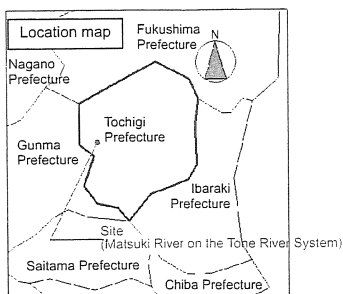 Location map
Fukushima
Prefecture
N
Nagano
Prefecture
Tochigi
Prefecture
Gunma
Prefecture
Ibaraki
Prefecture
Site
(Matsuki River on the Tone River System)
Saitama Prefecture
Chiba Prefecture